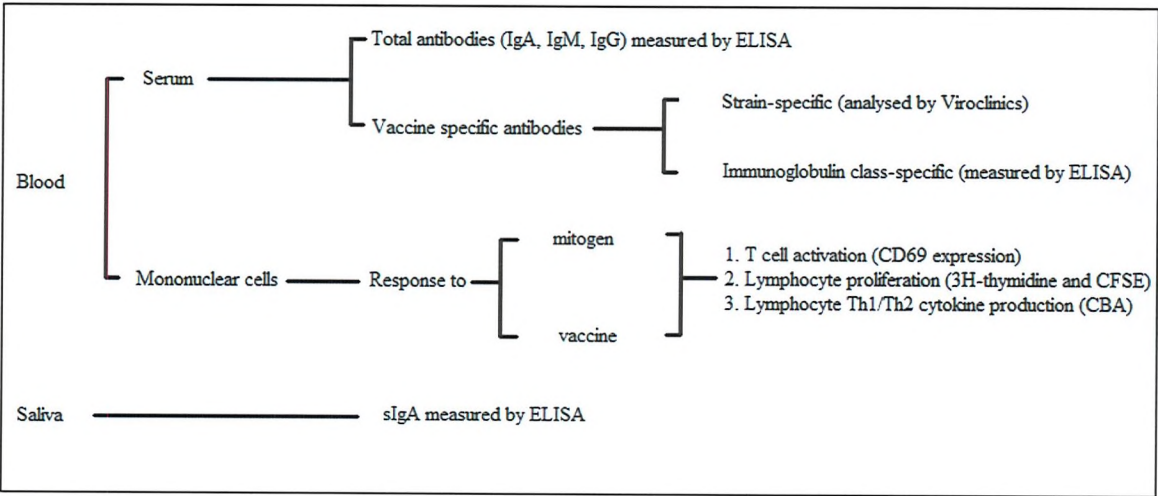 Total antibodies (IgA, IgM, IgG) measured by ELISA
Serum
Strain-specific (analysed by Viroclinics)
Vaccine specific antibodies
Immunoglobulin class-specific (measured by ELISA)
Blood
mitogen
1. T cell activation (CD69 expression)
Mononuclear cells
Response to
2. Lymphocyte proliferation (3H-thymidine and CFSE)
3. Lymphocyte Th1/Th2 cytokine production (CBA)
vaccine
Saliva
sIgA measured by ELISA